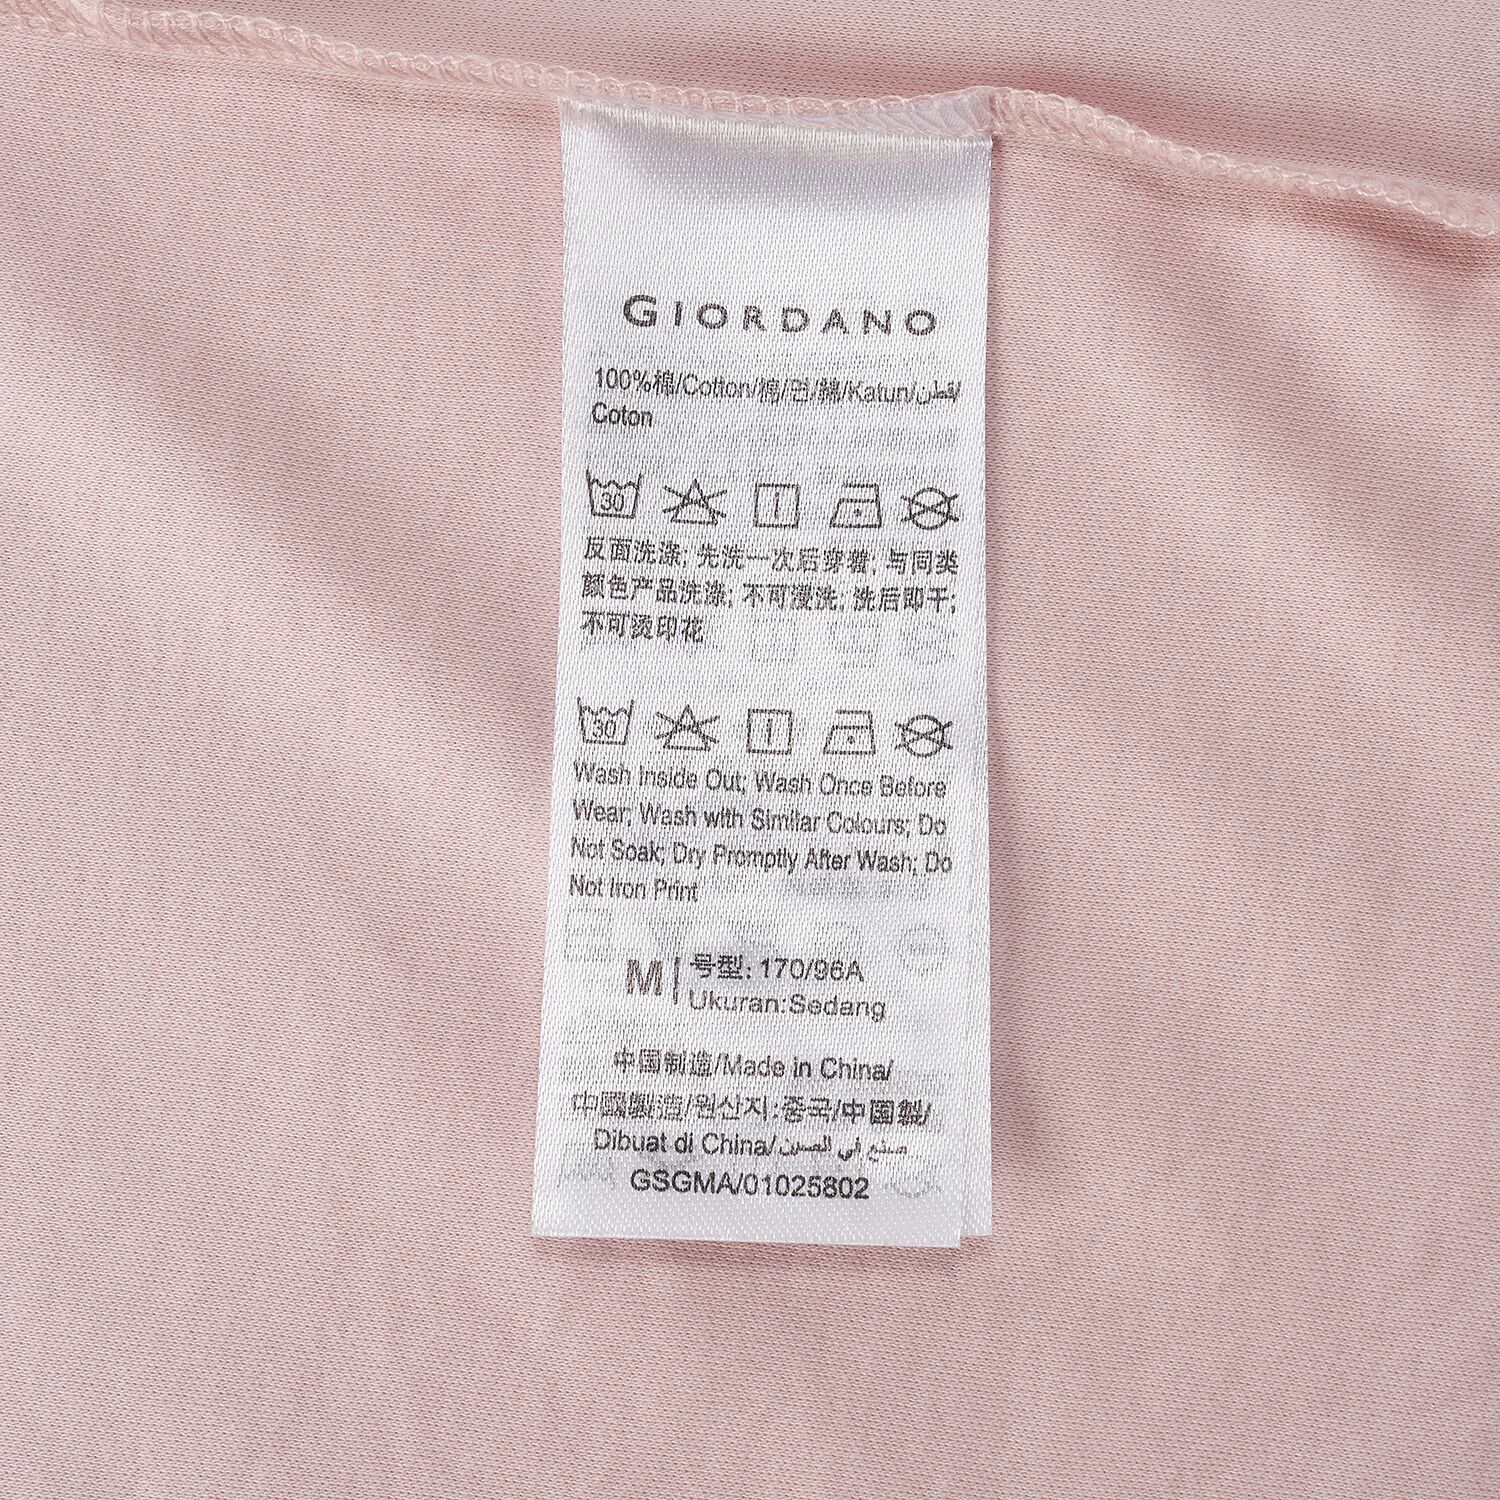 GIORDANO
100%棉/Cotton/棉/면/綿/Katun/قطن/
Coton
30
反面洗涤; 先洗一次后穿着; 与同类
颜色产品洗涤; 不可浸洗; 洗后即干;
不可烫印花
30
Wash Inside Out; Wash Once Before
Wear; Wash with Similar Colours; Do
Not Soak; Dry Promptly After Wash; Do
Not Iron Print
M | 号型: 170/96A
Ukuran:Sedang
中国制造/Made in China/
中國製造/원산지:중국/中国製/
Dibuat di China/صنع في الصين
GSGMA/01025802